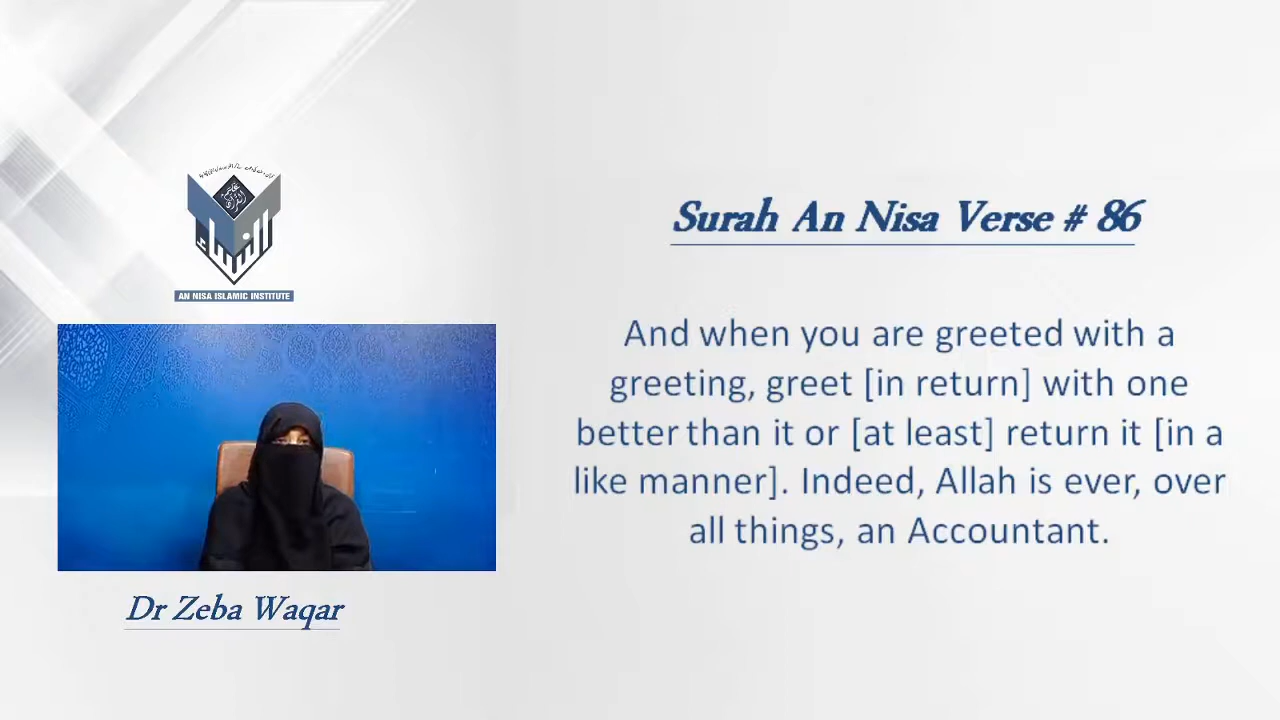 النساء
AN NISA ISLAMIC INSTITUTE
Surah An Nisa Verse # 86
And when you are greeted with a
greeting, greet [in return] with one
better than it or [at least] return it [in a
like manner]. Indeed, Allah is ever, over
all things, an Accountant.
Dr Zeba Waqar